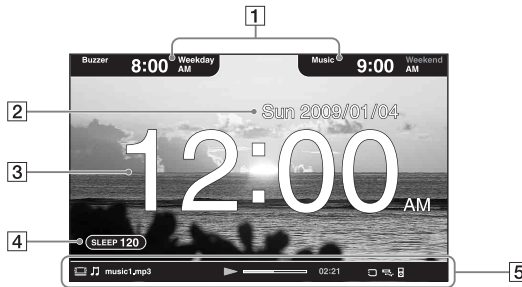 1
Buzzer 8:00 Weekday AM
Music 9:00 Weekend AM
2
Sun 2009/01/04
3
12:00 AM
4
SLEEP 120
music1.mp3 02:21
5